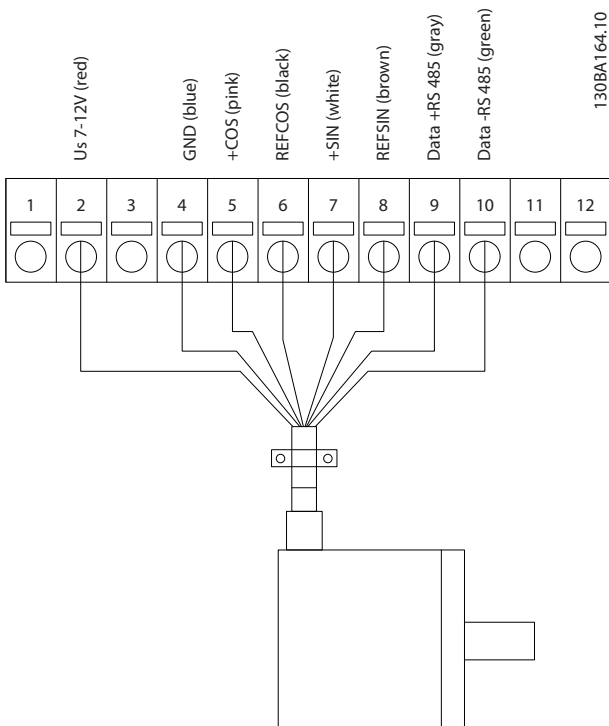 Us 7-12V (red)
GND (blue)
+COS (pink)
REFCOS (black)
+SIN (white)
REFSIN (brown)
Data +RS 485 (gray)
Data -RS 485 (green)
130BA164.10
1 2 3 4 5 6 7 8 9 10 11 12